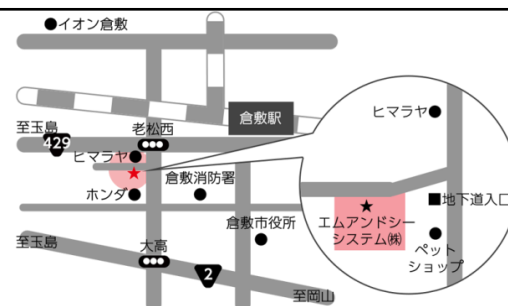 イオン倉敷
倉敷駅
ヒマラヤ
至玉島
老松西
429
ヒマラヤ
倉敷消防署
ホンダ
地下道入口
エムアンドシー
システム㈱
倉敷市役所
ペット
ショップ
至玉島
大高
2
至岡山